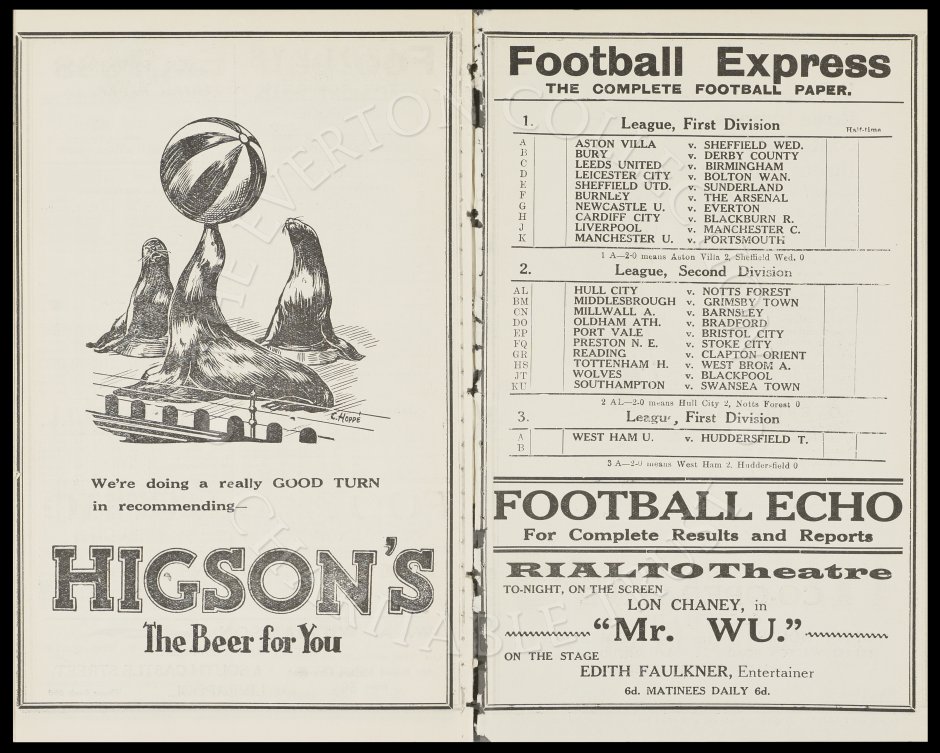 C. HOPPÉ
We're doing a really GOOD TURN
in recommending—
HIGSON'S
The Beer for You
Football Express
THE COMPLETE FOOTBALL PAPER.
1. League, First Division Half-time
A ASTON VILLA v. SHEFFIELD WED.
B BURY v. DERBY COUNTY
C LEEDS UNITED v. BIRMINGHAM
D LEICESTER CITY v. BOLTON WAN.
E SHEFFIELD UTD. v. SUNDERLAND
F BURNLEY v. THE ARSENAL
G NEWCASTLE U. v. EVERTON
H CARDIFF CITY v. BLACKBURN R.
J LIVERPOOL v. MANCHESTER C.
K MANCHESTER U. v. PORTSMOUTH
1 A—2-0 means Aston Villa 2, Sheffield Wed. 0
2. League, Second Division
AL HULL CITY v. NOTTS FOREST
BM MIDDLESBROUGH v. GRIMSBY TOWN
CN MILLWALL A. v. BARNSLEY
DO OLDHAM ATH. v. BRADFORD
EP PORT VALE v. BRISTOL CITY
FQ PRESTON N. E. v. STOKE CITY
GR READING v. CLAPTON ORIENT
HS TOTTENHAM H. v. WEST BROM A.
JT WOLVES v. BLACKPOOL
KU SOUTHAMPTON v. SWANSEA TOWN
2 AL—2-0 means Hull City 2, Notts Forest 0
3. League, First Division
A WEST HAM U. v. HUDDERSFIELD T.
B
3 A—2-0 means West Ham 2, Huddersfield 0
FOOTBALL ECHO
For Complete Results and Reports
RIALTO Theatre
TO-NIGHT, ON THE SCREEN
LON CHANEY, in
"Mr. WU."
ON THE STAGE
EDITH FAULKNER, Entertainer
6d. MATINEES DAILY 6d.
THE EVERTON COLLECTION
CHARITABLE TRUST